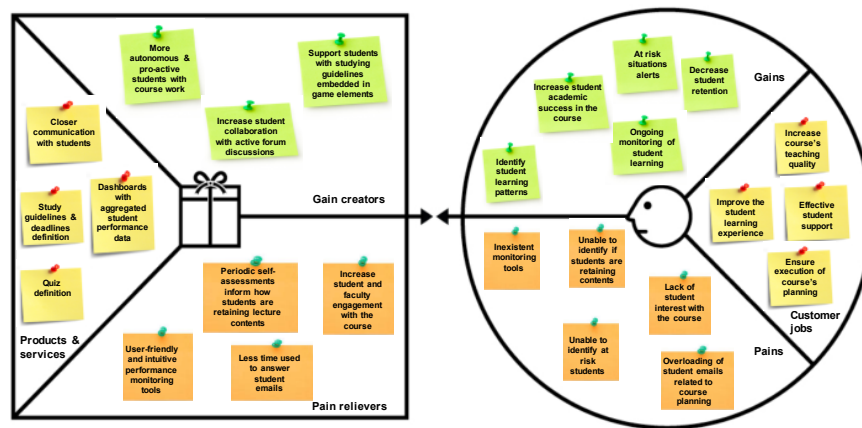 More
autonomous &
pro-active
students with
course work
Support students
with studying
guidelines
embedded in
game elements
Increase student
collaboration
with active forum
discussions
Closer
communication
with students
Dashboards
with
aggregated
student
performance
data
Study
guidelines &
deadlines
definition
Quiz
definition
Products &
services
Gain creators
Periodic self-
assessments
inform how
students are
retaining lecture
contents
Increase
student and
faculty
engagement
with the
course
User-friendly
and intuitive
performance
monitoring
tools
Less time used
to answer
student
emails
Pain relievers
At risk
situations
alerts
Decrease
student
retention
Gains
Increase student
academic
success in the
course
Ongoing
monitoring of
student
learning
Identify
student
learning
patterns
Increase
course's
teaching
quality
Improve the
student
learning
experience
Effective
student
support
Ensure
execution of
course's
planning
Customer
jobs
Inexistent
monitoring
tools
Unable to
identify if
students are
retaining
contents
Lack of
student
interest with
the course
Unable to
identify at
risk
students
Overloading of
student emails
related to
course
planning
Pains